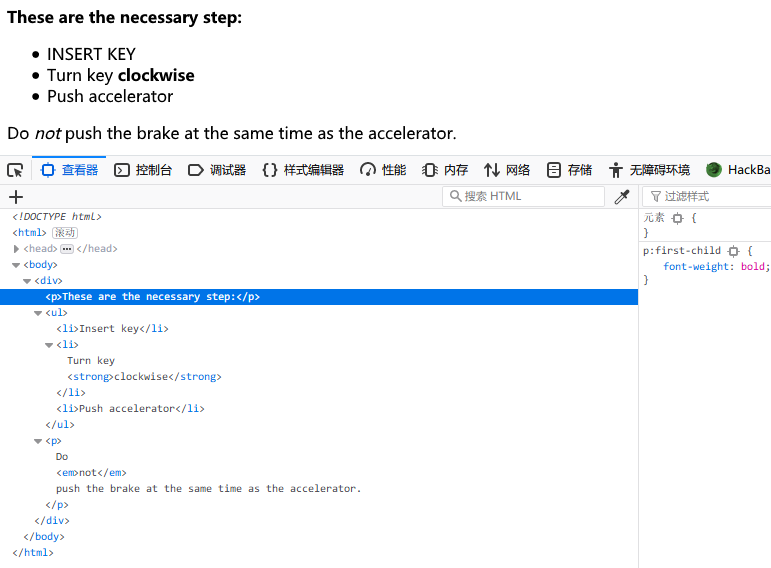 These are the necessary step:
INSERT KEY
Turn key clockwise
Push accelerator
Do not push the brake at the same time as the accelerator.
查看器 控制台 调试器 {} 样式编辑器 性能 内存 网络 存储 无障碍环境 HackBa
+ 搜索 HTML 过滤样式
<!DOCTYPE html>
<html> 滚动
<head> ••• </head>
<body>
<div>
<p>These are the necessary step:</p>
<ul>
<li>Insert key</li>
<li>
Turn key
<strong>clockwise</strong>
</li>
<li>Push accelerator</li>
</ul>
<p>
Do
<em>not</em>
push the brake at the same time as the accelerator.
</p>
</div>
</body>
</html>
元素 {
}
p:first-child {
font-weight: bold;
}